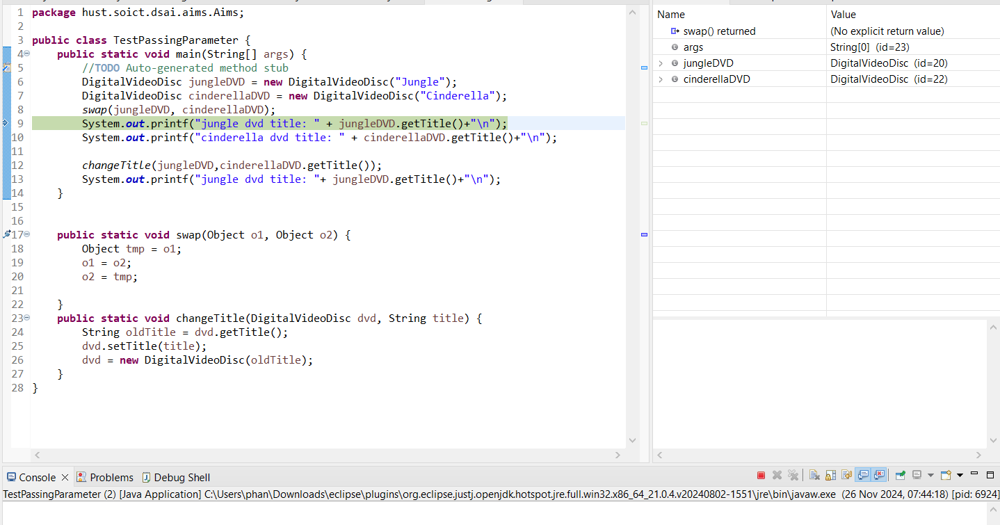 1 package hust.soict.dsai.aims.Aims;
2
3 public class TestPassingParameter {
4 public static void main(String[] args) {
5 //TODO Auto-generated method stub
6 DigitalVideoDisc jungleDVD = new DigitalVideoDisc("Jungle");
7 DigitalVideoDisc cinderellaDVD = new DigitalVideoDisc("Cinderella");
8 swap(jungleDVD, cinderellaDVD);
9 System.out.printf("jungle dvd title: " + jungleDVD.getTitle()+"\n");
10 System.out.printf("cinderella dvd title: " + cinderellaDVD.getTitle()+"\n");
11
12 changeTitle(jungleDVD,cinderellaDVD.getTitle());
13 System.out.printf("jungle dvd title: "+ jungleDVD.getTitle()+"\n");
14 }
15
16
17 public static void swap(Object o1, Object o2) {
18 Object tmp = o1;
19 o1 = o2;
20 o2 = tmp;
21
22 }
23 public static void changeTitle(DigitalVideoDisc dvd, String title) {
24 String oldTitle = dvd.getTitle();
25 dvd.setTitle(title);
26 dvd = new DigitalVideoDisc(oldTitle);
27 }
28 }
Name Value
swap() returned (No explicit return value)
args String[0] (id=23)
jungleDVD DigitalVideoDisc (id=20)
cinderellaDVD DigitalVideoDisc (id=22)
Console Problems Debug Shell
TestPassingParameter (2) [Java Application] C:\Users\phan\Downloads\eclipse\plugins\org.eclipse.justj.openjdk.hotspot.jre.full.win32.x86_64_21.0.4.v20240802-1551\jre\bin\javaw.exe (26 Nov 2024, 07:44:18) [pid: 6924]